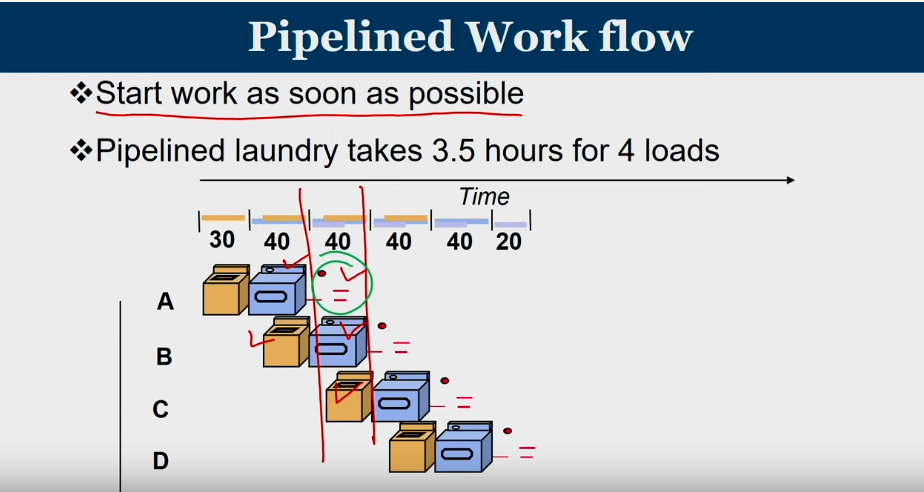 Pipelined Work flow
❖Start work as soon as possible
❖Pipelined laundry takes 3.5 hours for 4 loads
Time
30 40 40 40 40 20
A
B
C
D